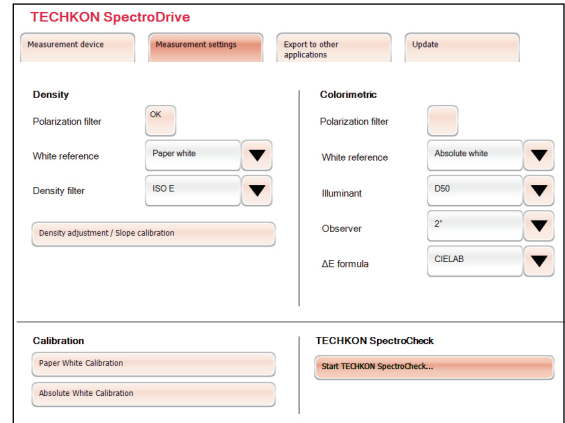 TECHKON SpectroDrive
Measurement device
Measurement settings
Export to other
applications
Update
Density
Polarization filter
OK
White reference
Paper white
Density filter
ISO E
Density adjustment / Slope calibration
Colorimetric
Polarization filter
White reference
Absolute white
Illuminant
D50
Observer
2°
ΔE formula
CIELAB
Calibration
Paper White Calibration
Absolute White Calibration
TECHKON SpectroCheck
Start TECHKON SpectroCheck...